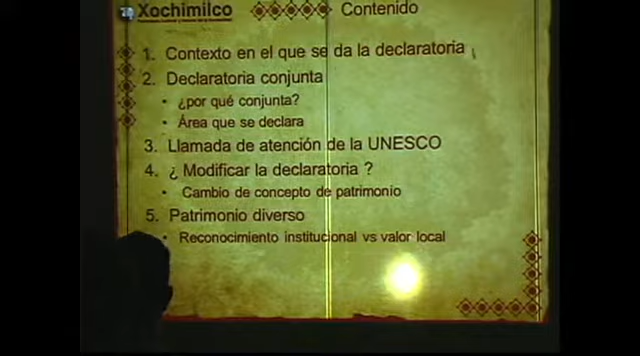 Xochimilco
Contenido
1. Contexto en el que se da la declaratoria
2. Declaratoria conjunta
• ¿por qué conjunta?
• Área que se declara
3. Llamada de atención de la UNESCO
4. ¿ Modificar la declaratoria ?
• Cambio de concepto de patrimonio
5. Patrimonio diverso
• Reconocimiento institucional vs valor local